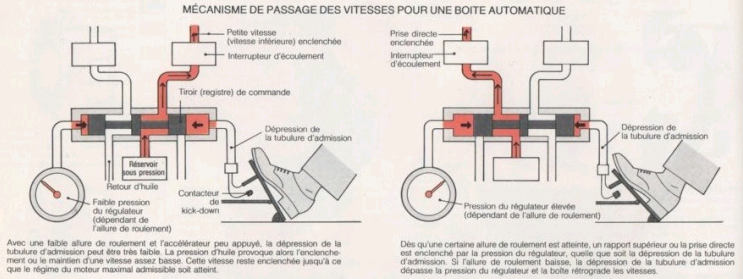 MÉCANISME DE PASSAGE DES VITESSES POUR UNE BOITE AUTOMATIQUE
Petite vitesse
(vitesse inférieure) enclenchée
Interrupteur d'écoulement
Tiroir (registre) de commande
Dépression de
la tubulure d'admission
Réservoir
sous pression
Retour d'huile
Contacteur
de
kick-down
Faible pression
du régulateur
(dépendant de
l'allure de roulement)
Avec une faible allure de roulement et l'accélérateur peu appuyé, la dépression de la
tubulure d'admission peut être très faible. La pression d'huile provoque alors l'enclenche-
ment ou le maintien d'une vitesse assez basse. Cette vitesse reste enclenchée jusqu'à ce
que le régime du moteur maximal admissible soit atteint.
Prise directe
enclenchée
Interrupteur
d'écoulement
Dépression de
la tubulure d'admission
Pression du régulateur élevée
(dépendant de l'allure de roulement)
Dès qu'une certaine allure de roulement est atteinte, un rapport supérieur ou la prise directe
est enclenché par la pression du régulateur, quelle que soit la dépression de la tubulure
d'admission. Si l'allure de roulement baisse, la dépression de la tubulure d'admission
dépasse la pression du régulateur et la boîte rétrograde les vitesses.